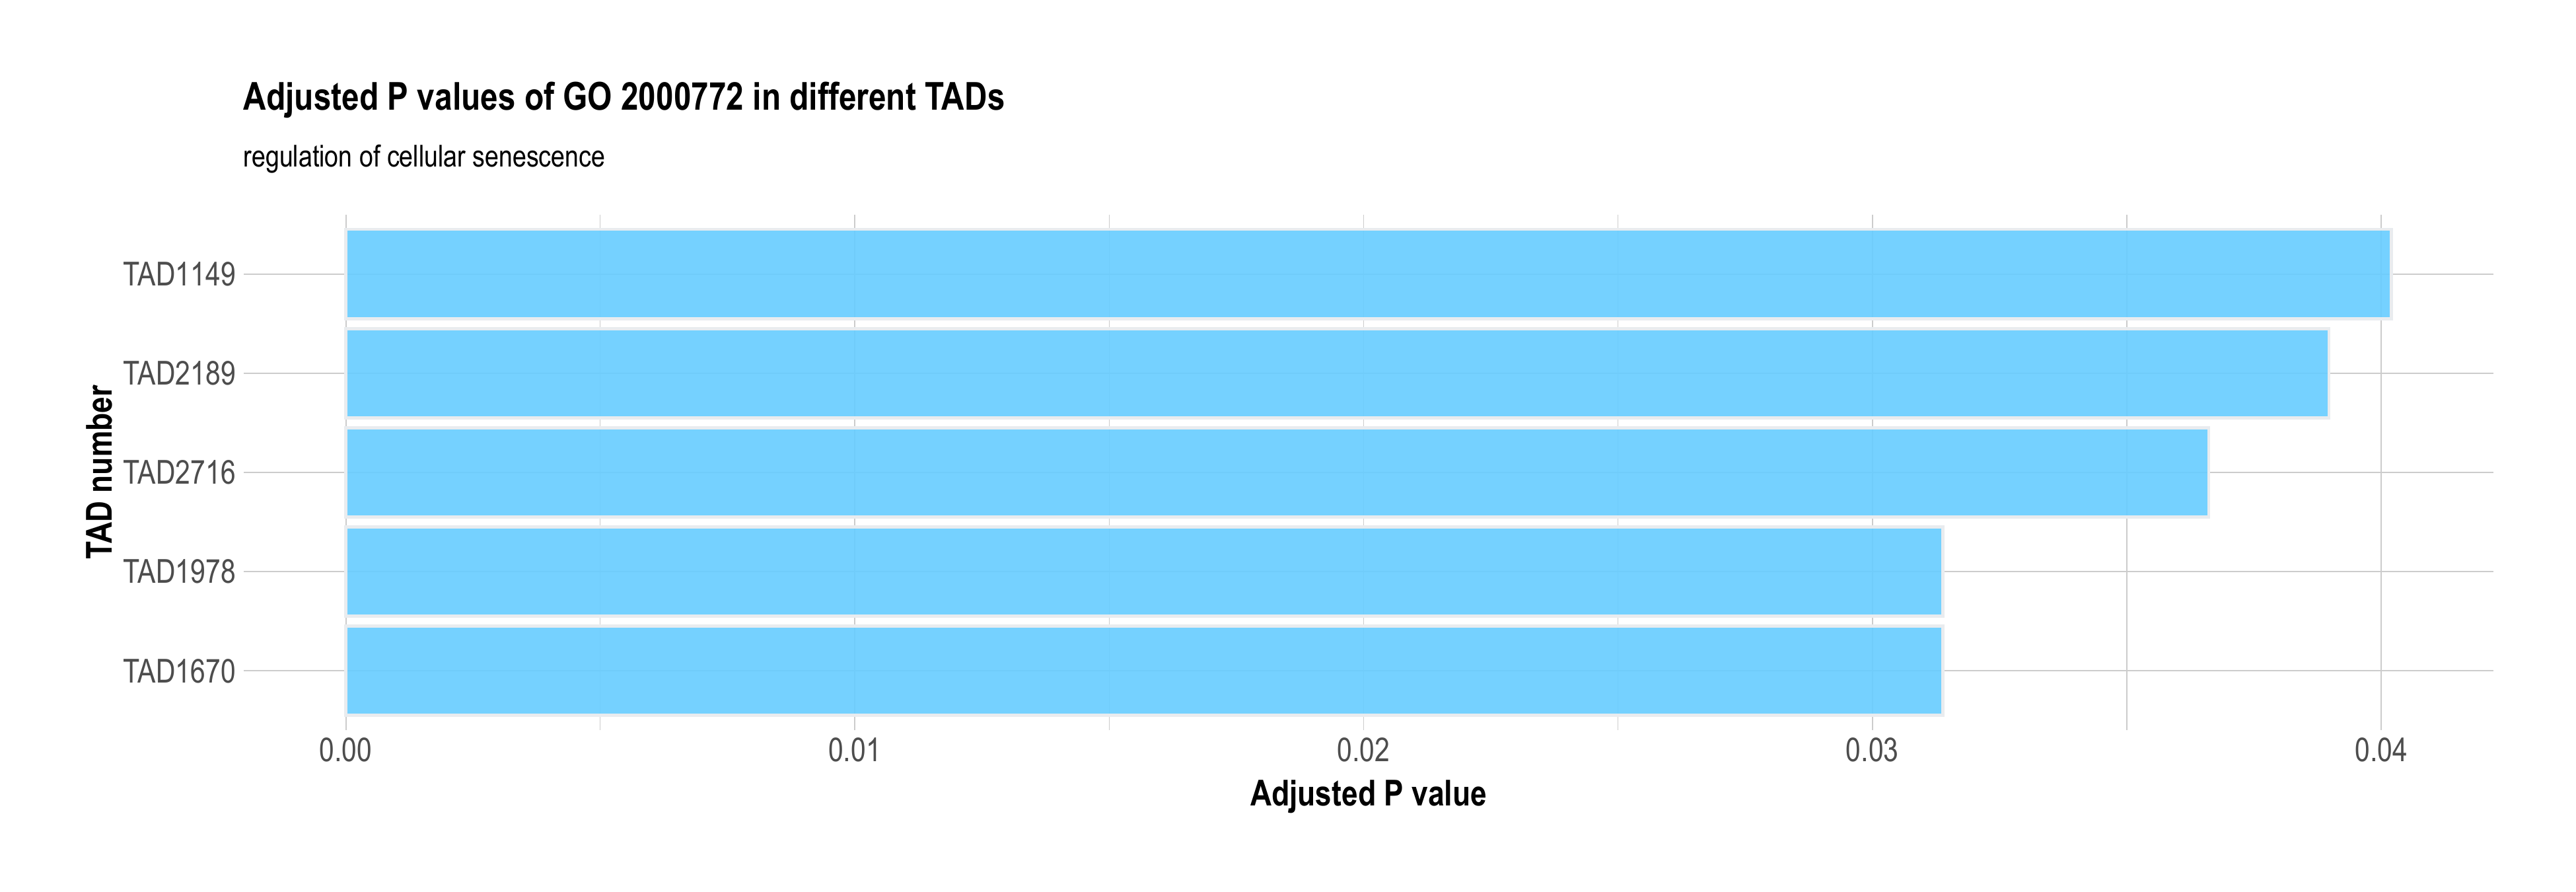 Adjusted P values of GO 2000772 in different TADs
regulation of cellular senescence
TAD number
TAD1149
TAD2189
TAD2716
TAD1978
TAD1670
0.00 0.01 0.02 0.03 0.04
Adjusted P value